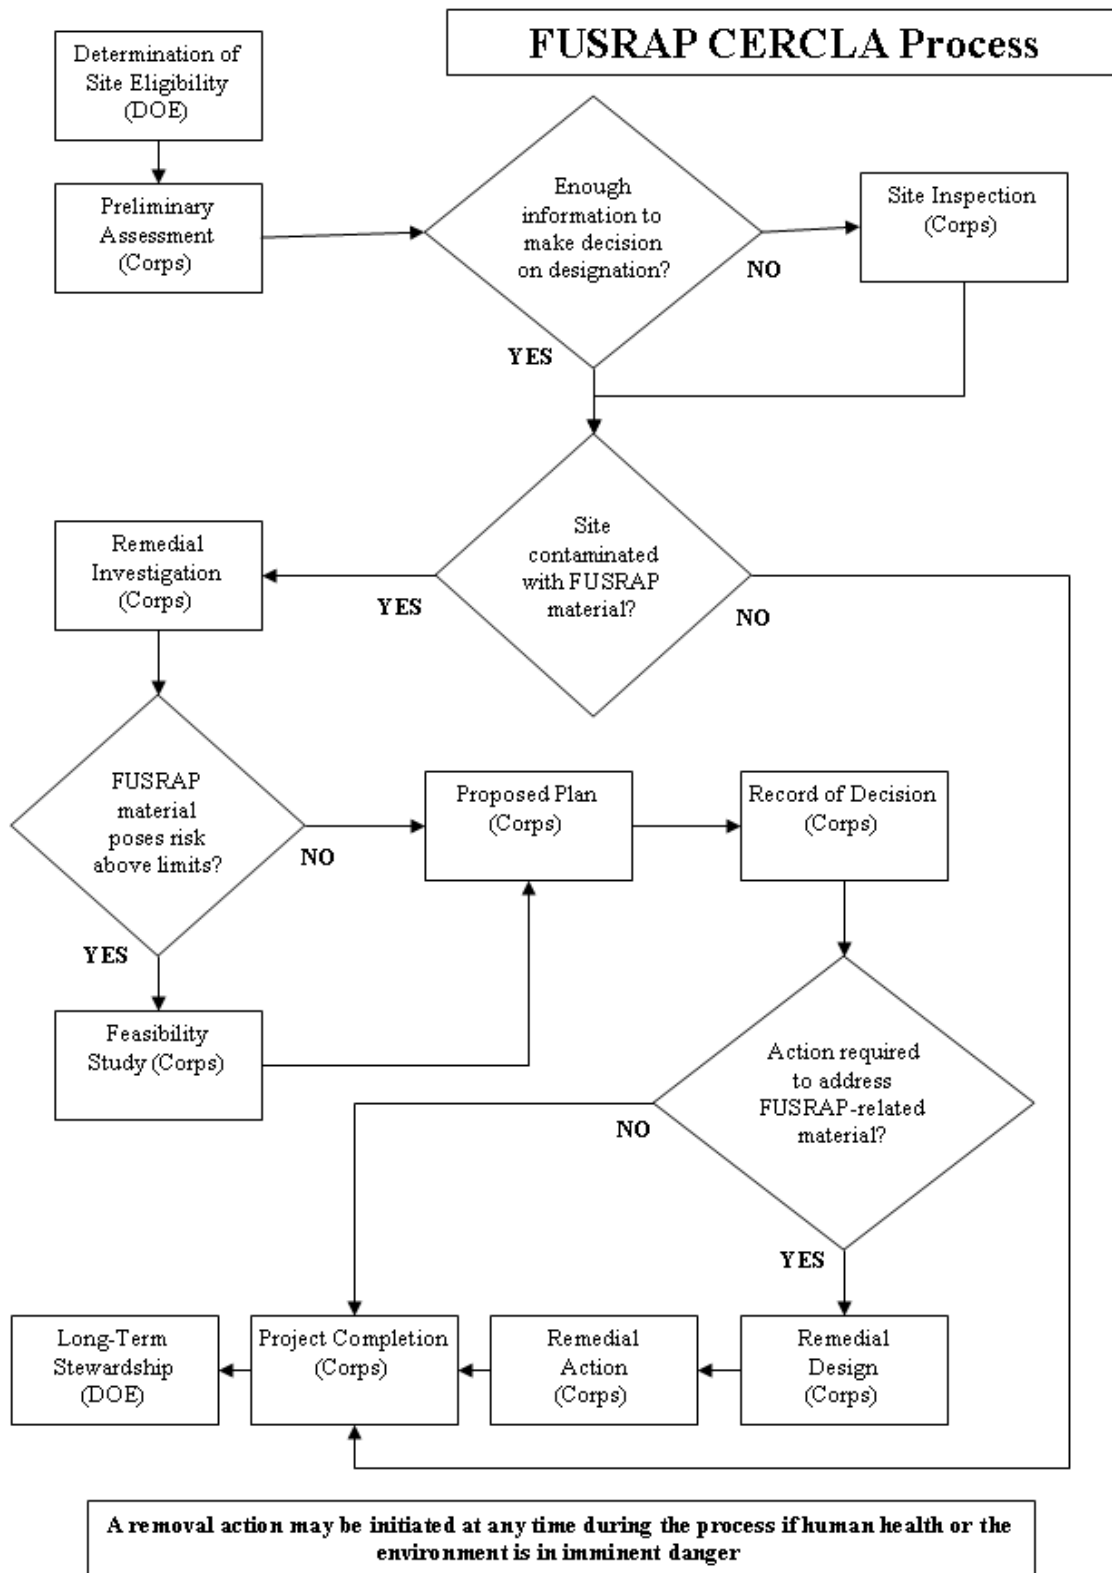 FUSRAP CERCLA Process
Determination of
Site Eligibility
(DOE)
Preliminary
Assessment
(Corps)
Enough
information to
make decision
on designation?
NO
YES
Site Inspection
(Corps)
Site
contaminated
with FUSRAP
material?
YES
NO
Remedial
Investigation
(Corps)
FUSRAP
material
poses risk
above limits?
NO
YES
Proposed Plan
(Corps)
Record of Decision
(Corps)
Feasibility
Study (Corps)
Action required
to address
FUSRAP-related
material?
NO
YES
Long-Term
Stewardship
(DOE)
Project Completion
(Corps)
Remedial
Action
(Corps)
Remedial
Design
(Corps)
A removal action may be initiated at any time during the process if human health or the
environment is in imminent danger